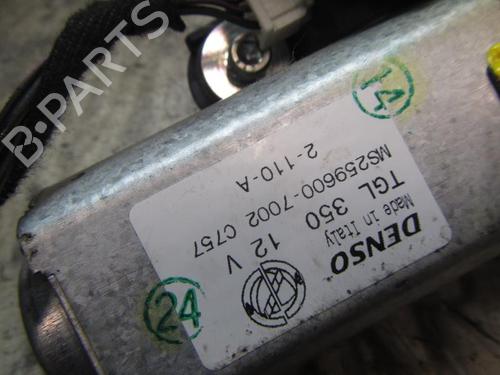 DENSO
Made in Italy
TGL 350 12 V
MS259600-7002 C757
2-110-A
14
24
B-PARTS